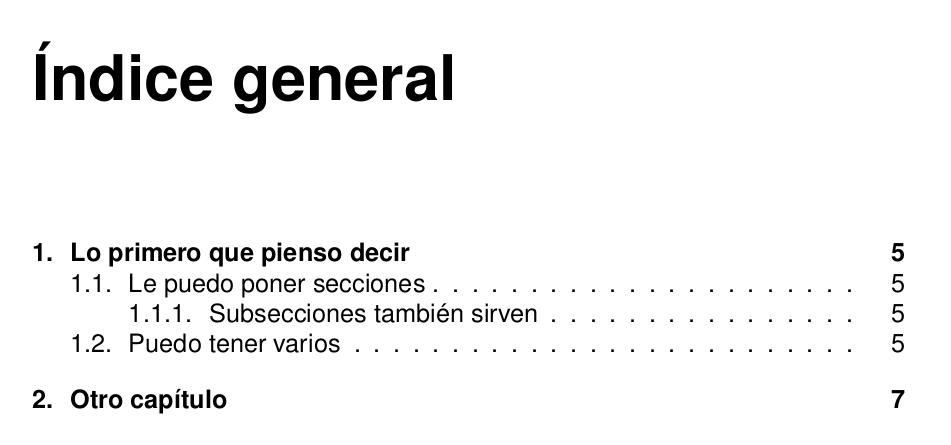 Índice general
1. Lo primero que pienso decir 5
1.1. Le puedo poner secciones . . . . . . . . . . . . . . . . . . . . . . 5
1.1.1. Subsecciones también sirven . . . . . . . . . . . . . . . . 5
1.2. Puedo tener varios . . . . . . . . . . . . . . . . . . . . . . . . . . 5
2. Otro capítulo 7